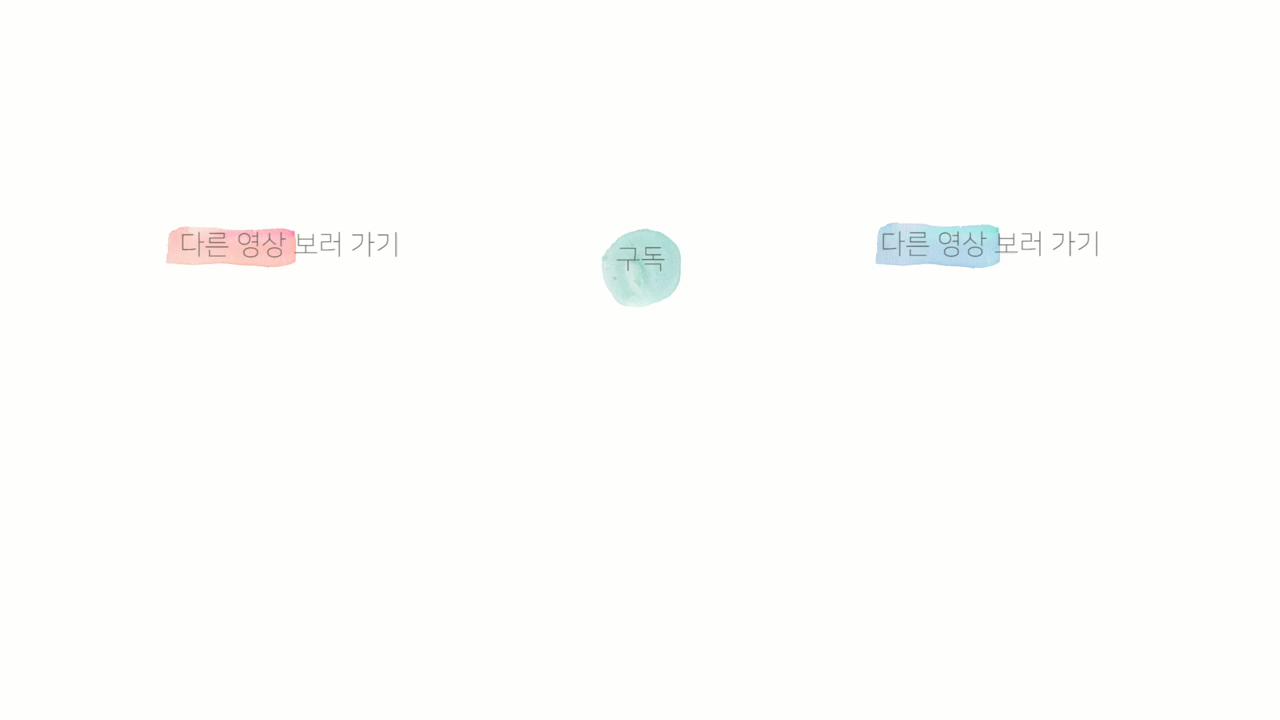 다른 영상 보러 가기
구독
다른 영상 보러 가기